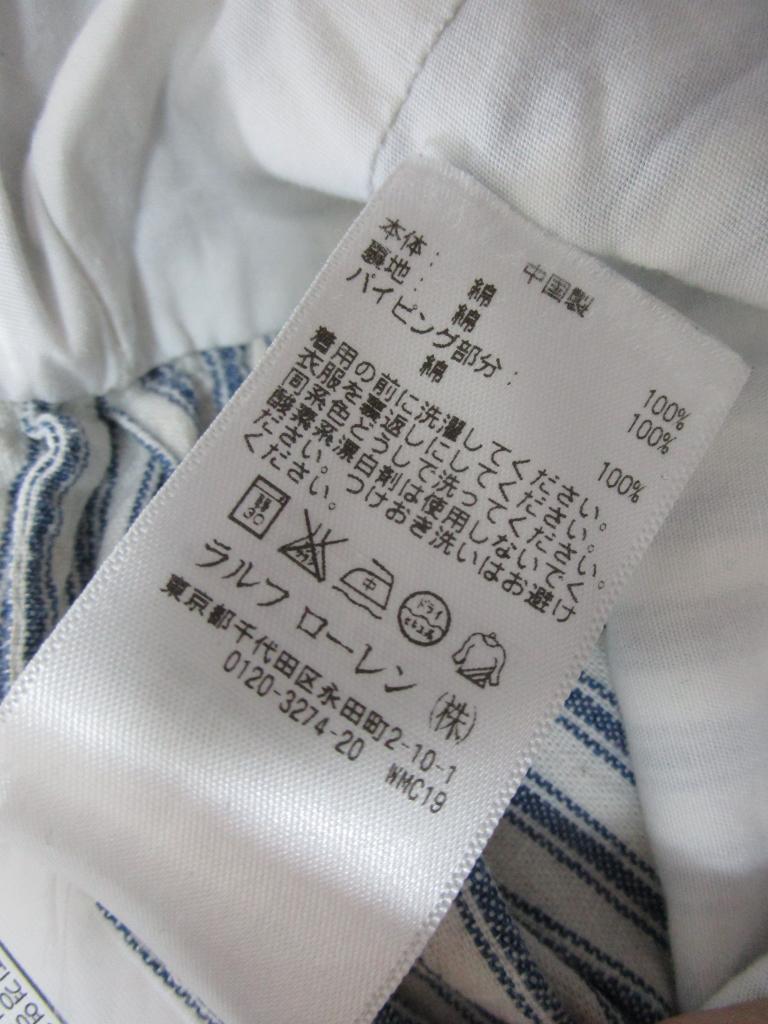 中国製
本体: 綿 100%
裏地: 綿 100%
パイピング部分:
綿 100%
着用の前に洗濯してください。
衣服を裏返しにしてください。
同系色どうしで洗ってください。
酸素系漂白剤は使用しないでく
ださい。つけおき洗いはお避け
ください。
30 中 ドライ
ラルフ ローレン (株)
東京都千代田区永田町2-10-1
0120-3274-20 WMC19